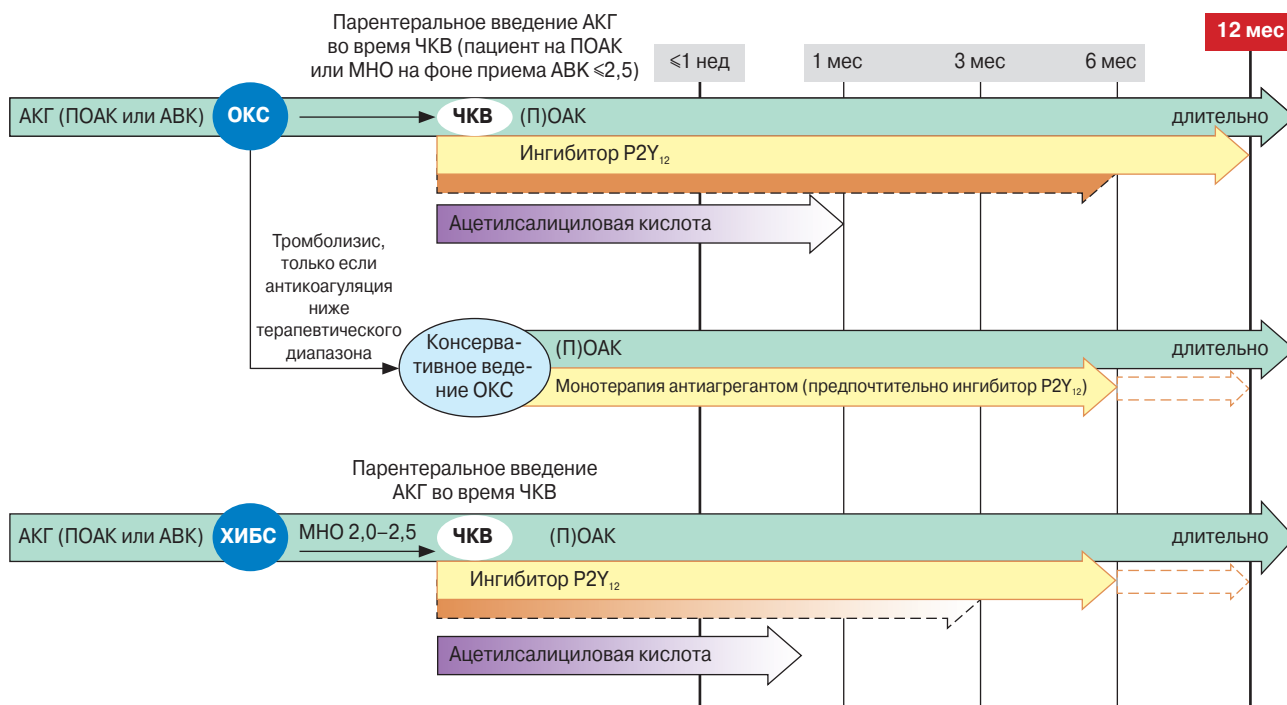 Парентеральное введение АКГ
во время ЧКВ (пациент на ПОАК
или МНО на фоне приема АВК ⩽2,5)
⩽1 нед
1 мес
3 мес
6 мес
12 мес
АКГ (ПОАК или АВК)
ОКС
ЧКВ
(П)ОАК
длительно
Ингибитор P2Y₁₂
Ацетилсалициловая кислота
Тромболизис,
только если
антикоагуляция
ниже
терапевтического
диапазона
Консерва-
тивное веде-
ние ОКС
(П)ОАК
длительно
Монотерапия антиагрегантом (предпочтительно ингибитор P2Y₁₂)
Парентеральное введение
АКГ во время ЧКВ
АКГ (ПОАК или АВК)
ХИБС
МНО 2,0–2,5
ЧКВ
(П)ОАК
длительно
Ингибитор P2Y₁₂
Ацетилсалициловая кислота